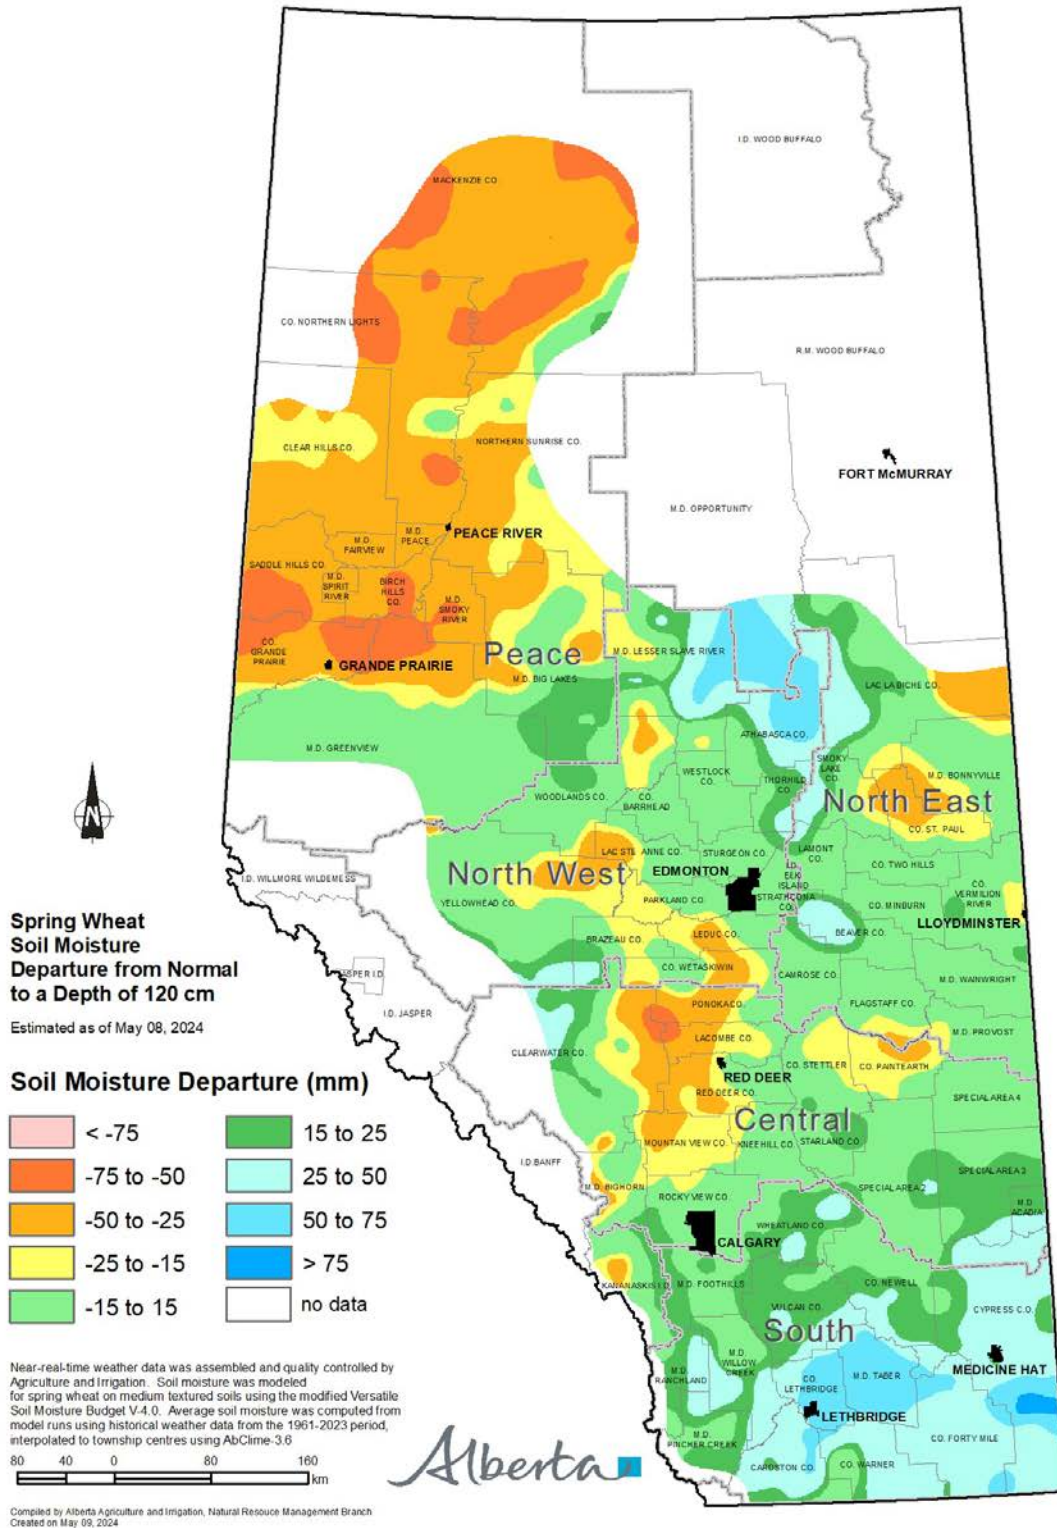 I.D. WOOD BUFFALO
MACKENZIE CO
CO. NORTHERN LIGHTS
R.M. WOOD BUFFALO
CLEAR HILLS CO.
NORTHERN SUNRISE CO.
FORT McMURRAY
M.D. OPPORTUNITY
PEACE RIVER
M.D.
PEACE
M.D.
FAIRVIEW
SADDLE HILLS CO.
M.D.
SPIRIT
RIVER
BIRCH
HILLS
CO.
M.D.
SMOKY
RIVER
CO.
GRANDE
PRAIRIE
GRANDE PRAIRIE
Peace
M.D. LESSER SLAVE RIVER
M.D. BIG LAKES
LAC LA BICHE CO.
M.D. GREENVIEW
ATHABASCA CO.
SMOKY
LAKE
CO.
WESTLOCK
CO.
THORHILD
CO.
M.D. BONNYVILLE
WOODLANDS CO.
CO.
BARRHEAD
North East
CO. ST. PAUL
LAC STE ANNE CO.
STURGEON CO.
LAMONT
CO.
North West
EDMONTON
I.D.
ELK
ISLAND
STRATHCONA
CO.
CO. TWO HILLS
I.D. WILLMORE WILDERNESS
YELLOWHEAD CO.
PARKLAND CO.
CO. MINBURN
CO.
VERMILION
RIVER
LLOYDMINSTER
BRAZEAU CO.
LEDUC CO.
BEAVER CO.
JASPER I.D.
CO. WETASKIWIN
CAMROSE CO.
M.D. WAINWRIGHT
I.D. JASPER
PONOKA CO.
FLAGSTAFF CO.
M.D. PROVOST
CLEARWATER CO.
LACOMBE CO.
RED DEER
CO. STETTLER
CO. PAINTEARTH
RED DEER CO.
SPECIAL AREA 4
Central
MOUNTAN VIEW CO.
KNEEHILL CO.
STARLAND CO.
I.D.BANFF
M.D. BIGHORN
SPECIAL AREA 3
SPECIAL AREA 2
ROCKY VIEW CO.
M.D.
ACADIA
WHEATLAND CO.
CALGARY
KANANASKIS I.D.
M.D. FOOTHILLS
CO. NEWELL
VULCAN CO.
CYPRESS C.O.
South
M.D.
WILLOW
CREEK
M.D.
RANCHLAND
MEDICINE HAT
M.D. TABER
CO.
LETHBRIDGE
LETHBRIDGE
M.D.
PINCHER CREEK
CO. FORTY MILE
CARDSTON CO.
CO. WARNER
N
Spring Wheat
Soil Moisture
Departure from Normal
to a Depth of 120 cm
Estimated as of May 08, 2024
Soil Moisture Departure (mm)
< -75
-75 to -50
-50 to -25
-25 to -15
-15 to 15
15 to 25
25 to 50
50 to 75
> 75
no data
Near-real-time weather data was assembled and quality controlled by
Agriculture and Irrigation. Soil moisture was modeled
for spring wheat on medium textured soils using the modified Versatile
Soil Moisture Budget V-4.0. Average soil moisture was computed from
model runs using historical weather data from the 1961-2023 period,
interpolated to township centres using AbClime-3.6
80 40 0 80 160
km
Alberta
Compiled by Alberta Agriculture and Irrigation, Natural Resouce Management Branch
Created on May 09, 2024